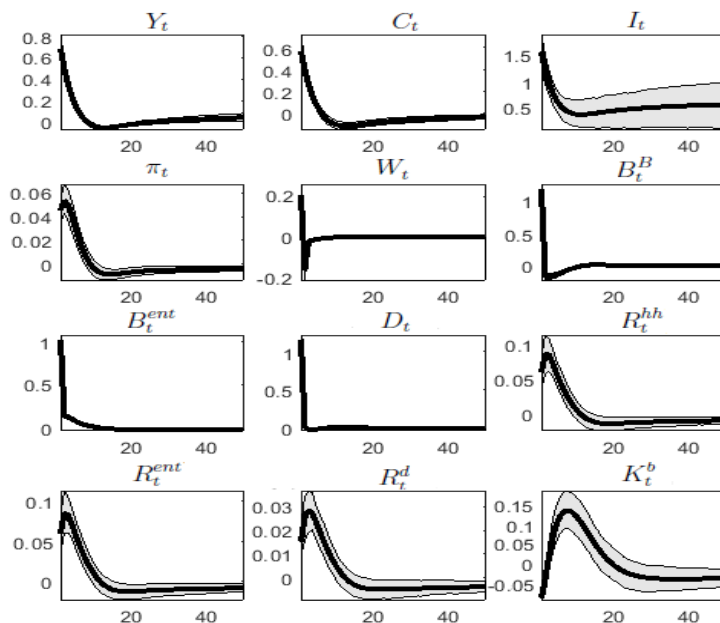 Y_t C_t I_t
0.8 0.6 0.4 0.2 0 20 40
0.6 0.4 0.2 0 20 40
1.5 1 0.5 20 40
π_t W_t B_t^B
0.06 0.04 0.02 0 20 40
0.2 0 -0.2 20 40
1 0.5 0 20 40
B_t^{ent} D_t R_t^{hh}
1 0.5 0 20 40
1 0.5 0 20 40
0.1 0.05 0 20 40
R_t^{ent} R_t^d K_t^b
0.1 0.05 0 20 40
0.03 0.02 0.01 0 20 40
0.15 0.1 0.05 0 -0.05 20 40